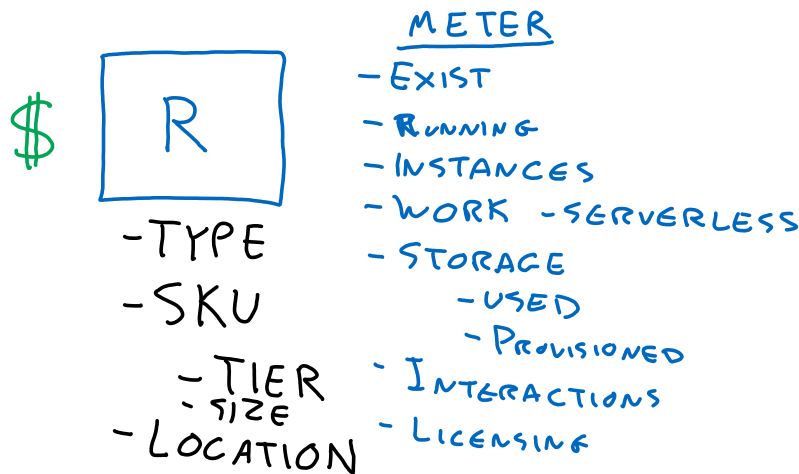 $
R
- TYPE
- SKU
- TIER
- SIZE
- LOCATION
METER
- EXIST
- RUNNING
- INSTANCES
- WORK - SERVERLESS
- STORAGE
- USED
- PROVISIONED
- INTERACTIONS
- LICENSING